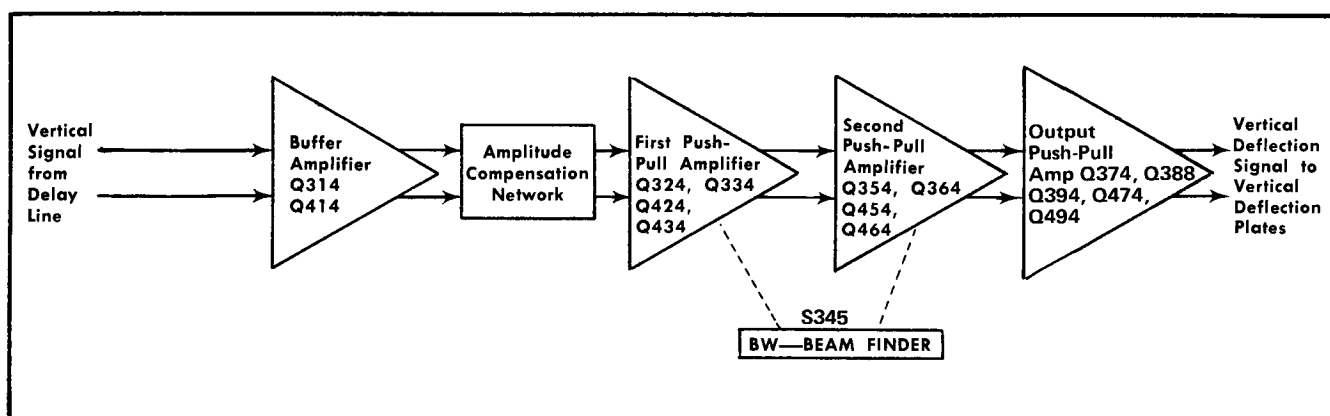 Vertical
Signal
from
Delay
Line
Buffer
Amplifier
Q314
Q414
Amplitude
Compensation
Network
First Push-
Pull Amplifier
Q324, Q334
Q424,
Q434
Second
Push-Pull
Amplifier
Q354, Q364
Q454,
Q464
Output
Push-Pull
Amp Q374, Q388
Q394, Q474,
Q494
Vertical
Deflection
Signal to
Vertical
Deflection
Plates
S345
BW—BEAM FINDER